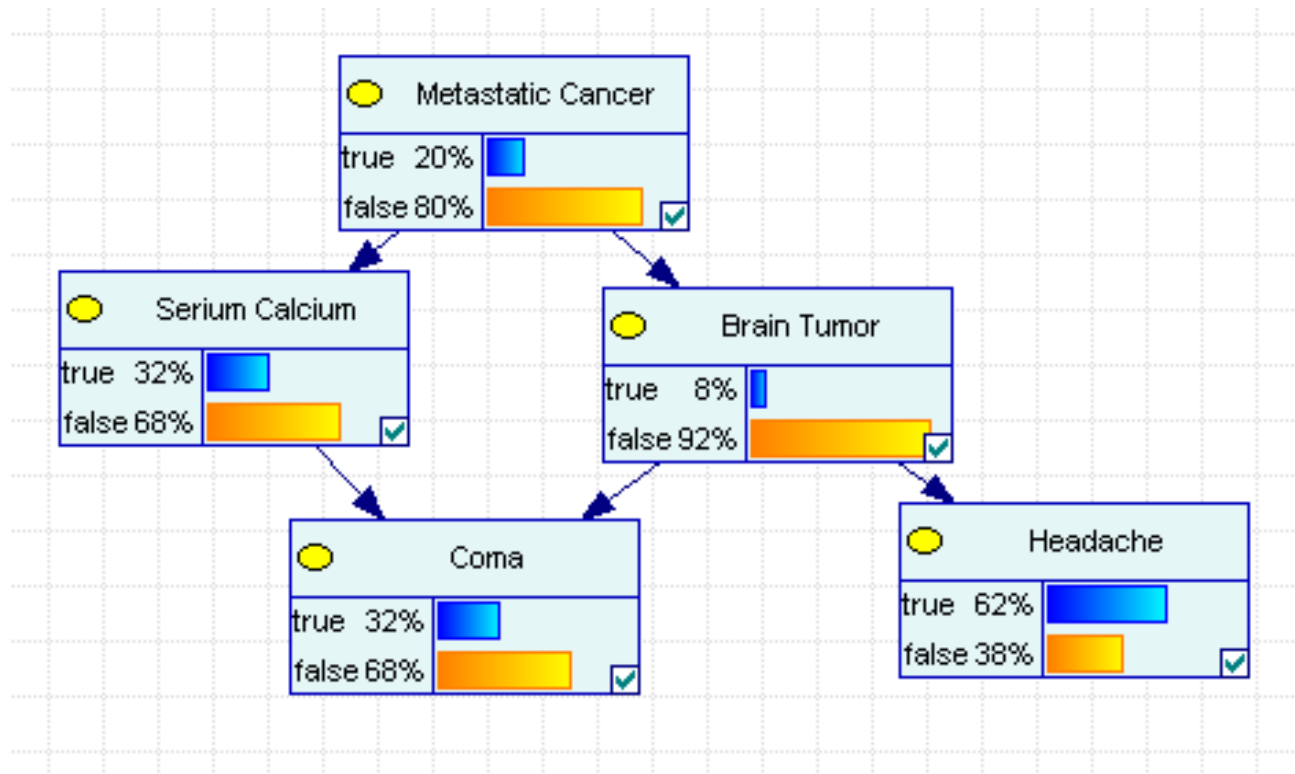 Metastatic Cancer
true 20%
false 80%
Serium Calcium
true 32%
false 68%
Brain Tumor
true 8%
false 92%
Coma
true 32%
false 68%
Headache
true 62%
false 38%